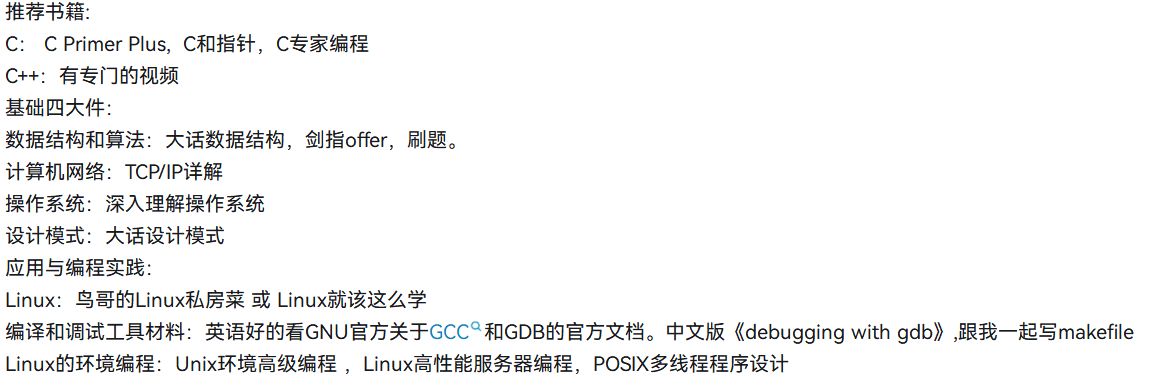 推荐书籍:
C： C Primer Plus，C和指针，C专家编程
C++：有专门的视频
基础四大件：
数据结构和算法：大话数据结构，剑指offer，刷题。
计算机网络：TCP/IP详解
操作系统：深入理解操作系统
设计模式：大话设计模式
应用与编程实践：
Linux：鸟哥的Linux私房菜 或 Linux就该这么学
编译和调试工具材料：英语好的看GNU官方关于GCC和GDB的官方文档。中文版《debugging with gdb》,跟我一起写makefile
Linux的环境编程：Unix环境高级编程 ，Linux高性能服务器编程，POSIX多线程程序设计